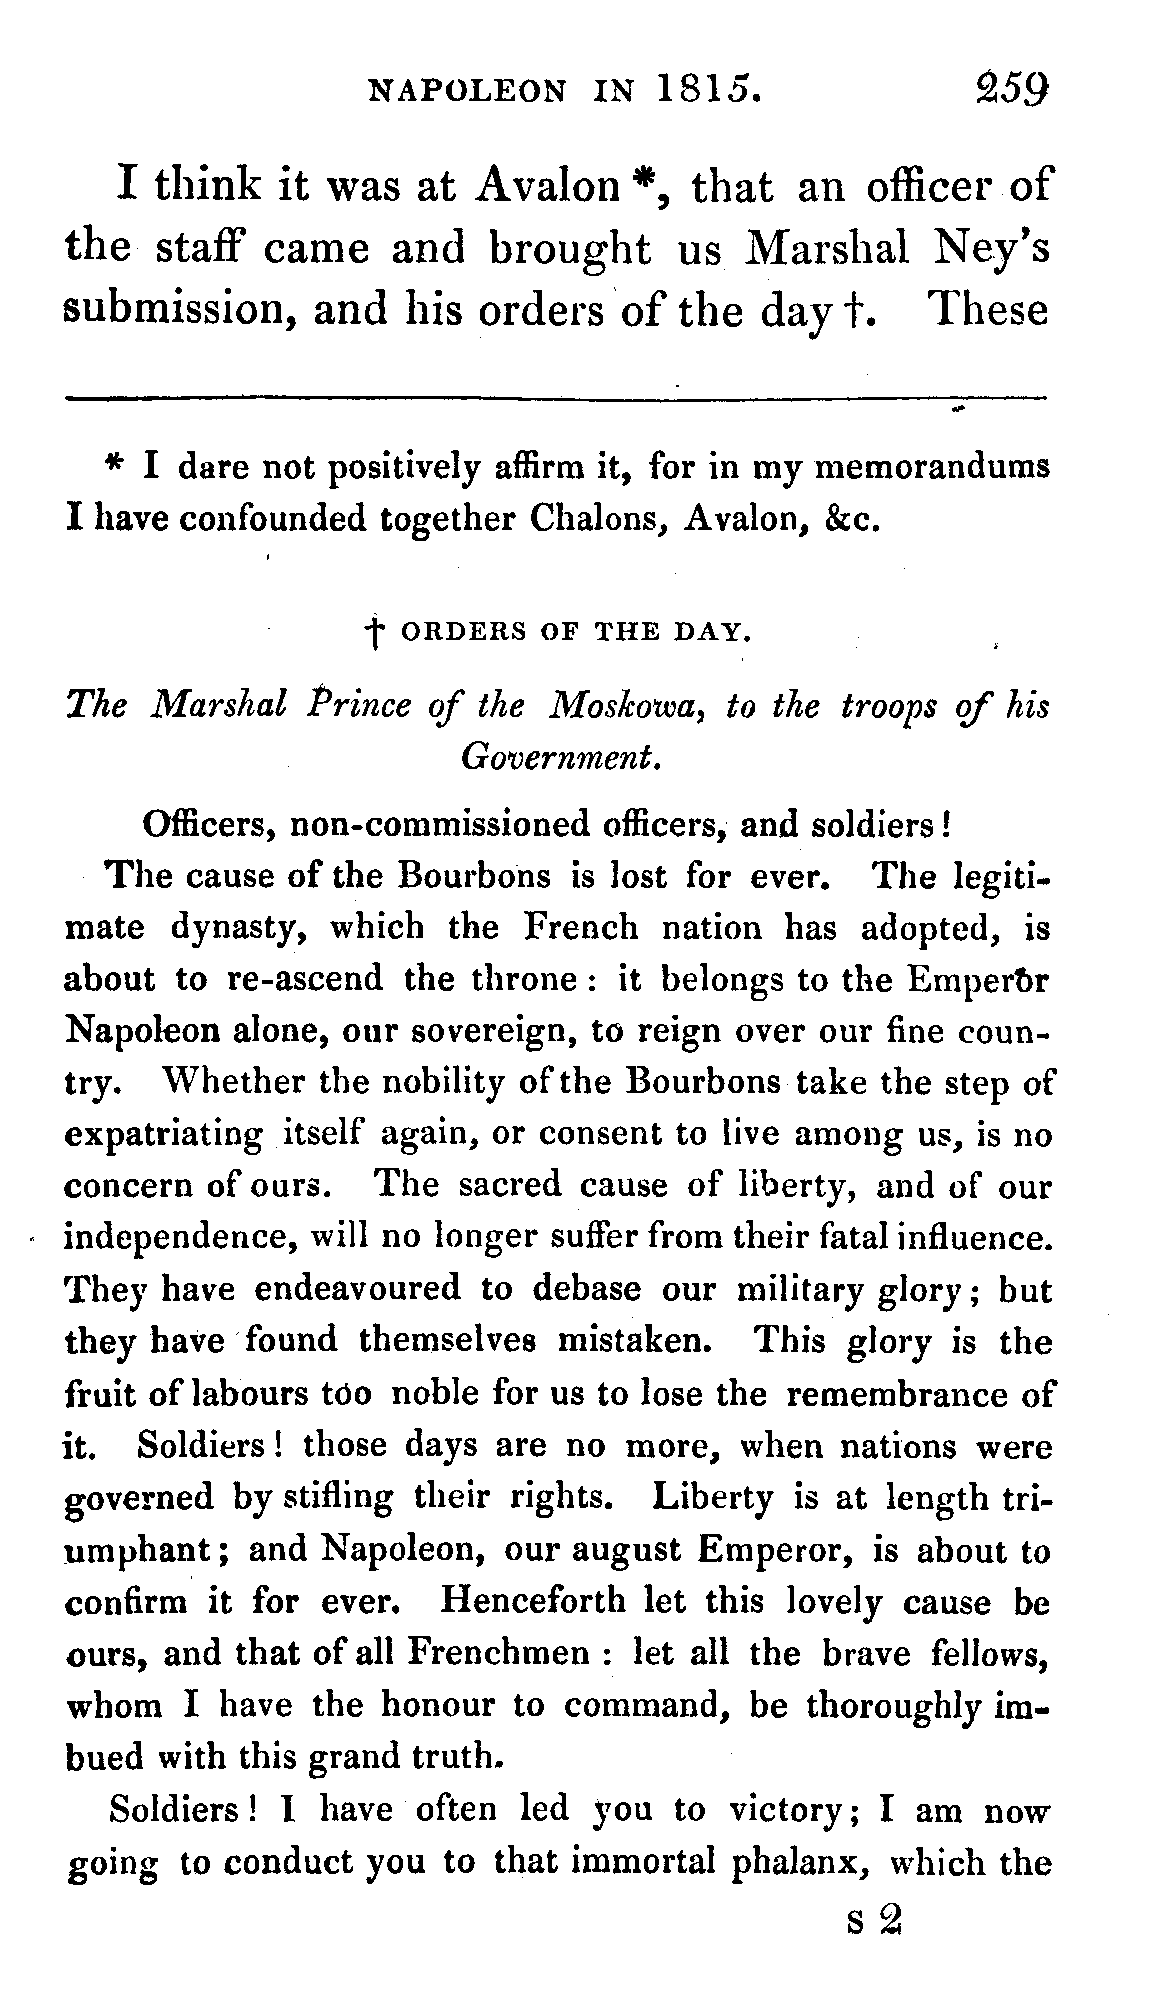 NAPOLEON IN 1815. 259
I think it was at Avalon *, that an officer of
the staff came and brought us Marshal Ney's
submission, and his orders of the day †. These
* I dare not positively affirm it, for in my memorandums
I have confounded together Chalons, Avalon, &c.
† ORDERS OF THE DAY.
The Marshal Prince of the Moskowa, to the troops of his
Government.
Officers, non-commissioned officers, and soldiers !
The cause of the Bourbons is lost for ever. The legiti-
mate dynasty, which the French nation has adopted, is
about to re-ascend the throne : it belongs to the Emperor
Napoleon alone, our sovereign, to reign over our fine coun-
try. Whether the nobility of the Bourbons take the step of
expatriating itself again, or consent to live among us, is no
concern of ours. The sacred cause of liberty, and of our
independence, will no longer suffer from their fatal influence.
They have endeavoured to debase our military glory ; but
they have found themselves mistaken. This glory is the
fruit of labours too noble for us to lose the remembrance of
it. Soldiers ! those days are no more, when nations were
governed by stifling their rights. Liberty is at length tri-
umphant ; and Napoleon, our august Emperor, is about to
confirm it for ever. Henceforth let this lovely cause be
ours, and that of all Frenchmen : let all the brave fellows,
whom I have the honour to command, be thoroughly im-
bued with this grand truth.
Soldiers ! I have often led you to victory ; I am now
going to conduct you to that immortal phalanx, which the
S 2